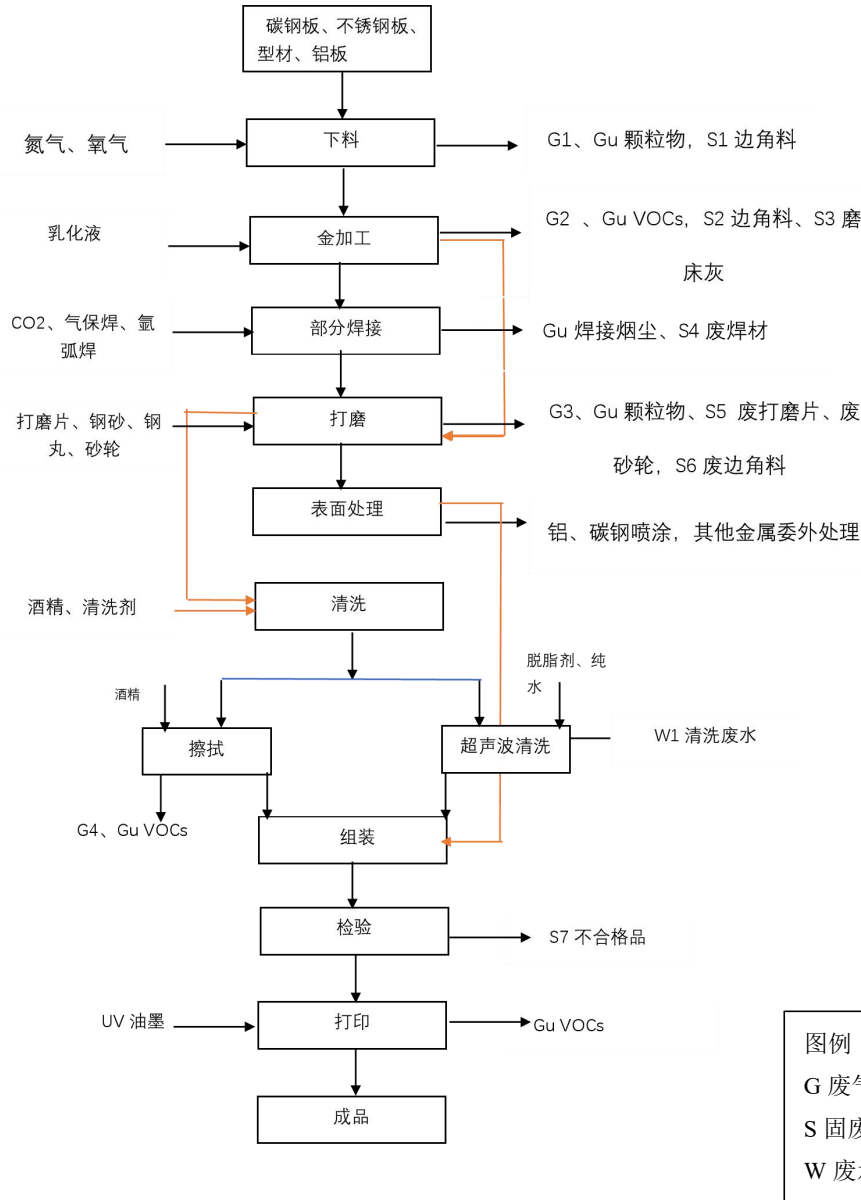 碳钢板、不锈钢板、
型材、铝板
氮气、氧气
下料
G1、Gu 颗粒物，S1 边角料
乳化液
金加工
G2 、Gu VOCs，S2 边角料、S3 磨
床灰
CO2、气保焊、氩
弧焊
部分焊接
Gu 焊接烟尘、S4 废焊材
打磨片、钢砂、钢
丸、砂轮
打磨
G3、Gu 颗粒物、S5 废打磨片、废
砂轮，S6 废边角料
表面处理
铝、碳钢喷涂，其他金属委外处理
酒精、清洗剂
清洗
酒精
脱脂剂、纯
水
擦拭
超声波清洗
W1 清洗废水
G4、Gu VOCs
组装
检验
S7 不合格品
UV 油墨
打印
Gu VOCs
成品
图例
G 废气
S 固废
W 废